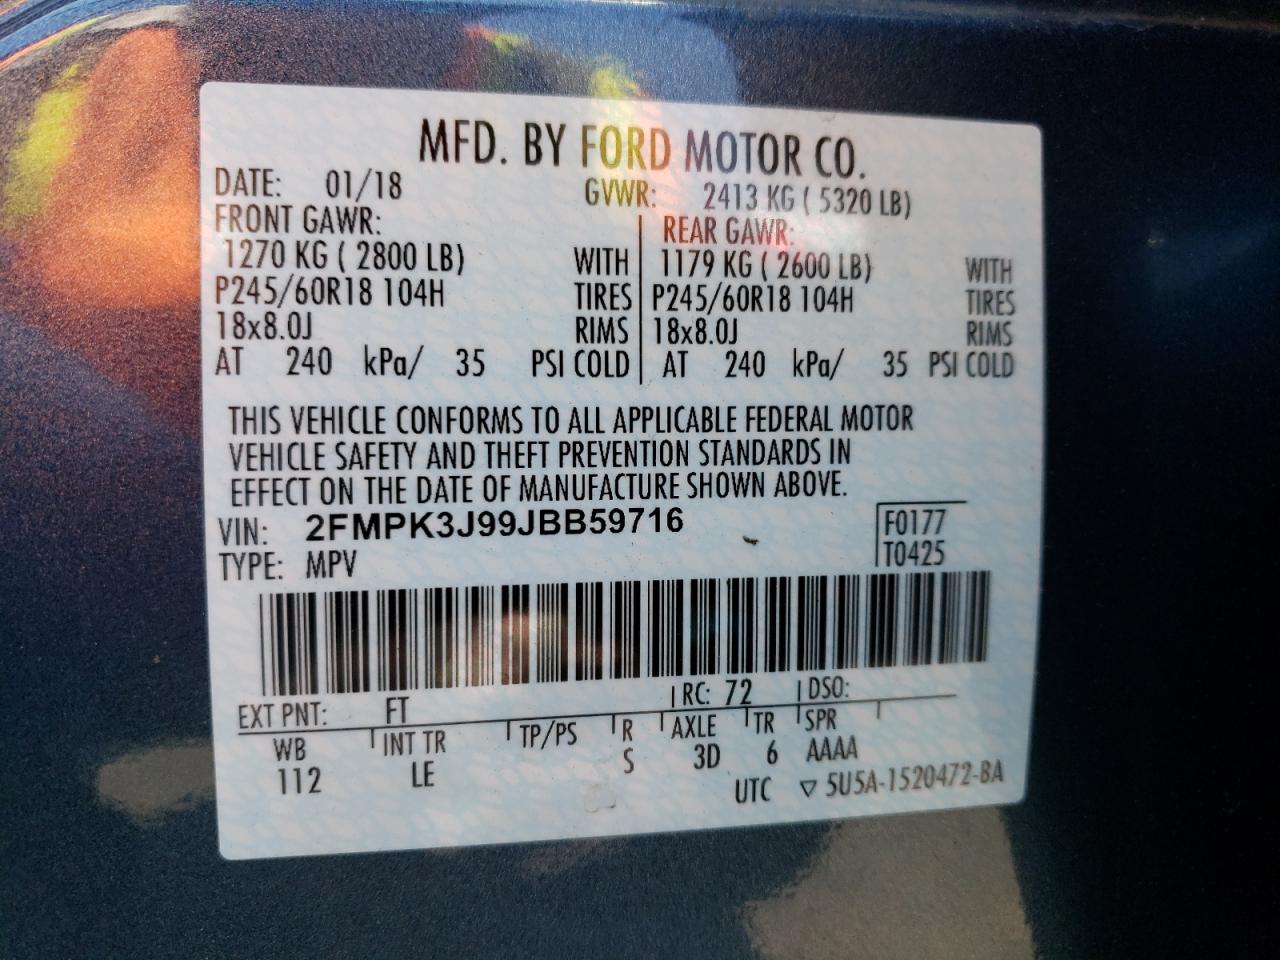 MFD. BY FORD MOTOR CO.
DATE: 01/18 GVWR: 2413 KG ( 5320 LB)
FRONT GAWR: REAR GAWR:
1270 KG ( 2800 LB) WITH 1179 KG ( 2600 LB) WITH
P245/60R18 104H TIRES P245/60R18 104H TIRES
18x8.0J RIMS 18x8.0J RIMS
AT 240 kPa/ 35 PSI COLD AT 240 kPa/ 35 PSI COLD
THIS VEHICLE CONFORMS TO ALL APPLICABLE FEDERAL MOTOR
VEHICLE SAFETY AND THEFT PREVENTION STANDARDS IN
EFFECT ON THE DATE OF MANUFACTURE SHOWN ABOVE.
VIN: 2FMPK3J99JBB59716 F0177
TYPE: MPV T0425
EXT PNT: FT RC: 72 DSO:
WB INT TR TP/PS R AXLE TR SPR
112 LE S 3D 6 AAAA
UTC ▽ 5U5A-1520472-BA